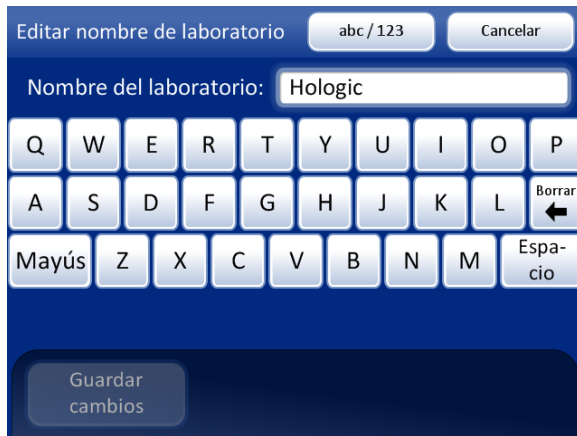 Editar nombre de laboratorio abc / 123 Cancelar
Nombre del laboratorio: Hologic
Q W E R T Y U I O P
A S D F G H J K L Borrar
Mayús Z X C V B N M Espa-
cio
Guardar
cambios